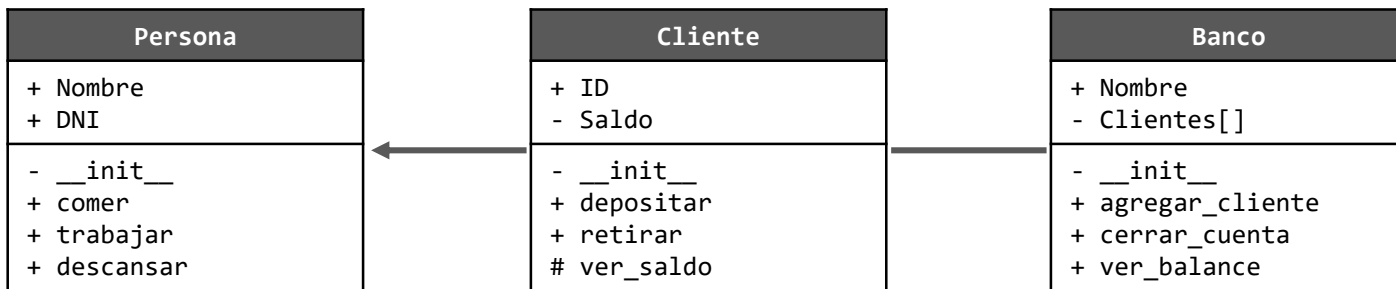 Persona
+ Nombre
+ DNI
- __init__
+ comer
+ trabajar
+ descansar
Cliente
+ ID
- Saldo
- __init__
+ depositar
+ retirar
# ver_saldo
Banco
+ Nombre
- Clientes[]
- __init__
+ agregar_cliente
+ cerrar_cuenta
+ ver_balance